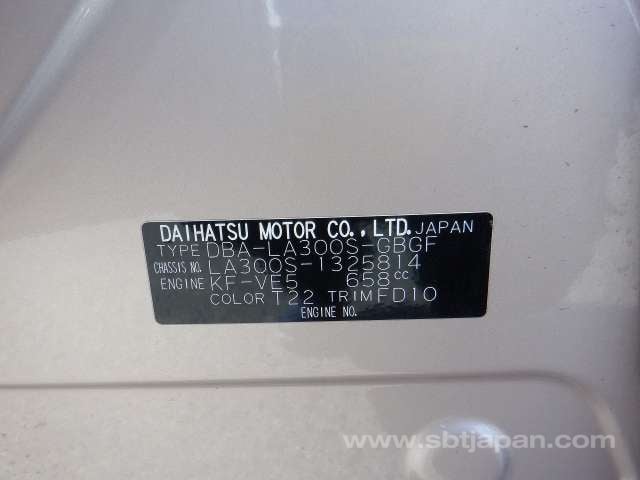 DAIHATSU MOTOR CO.,LTD. JAPAN
TYPE DBA-LA300S-GBGF
CHASSIS NO. LA300S-1325814
ENGINE KF-VE5 658CC
COLOR T22 TRIM FD10
ENGINE NO.
www.sbtjapan.com